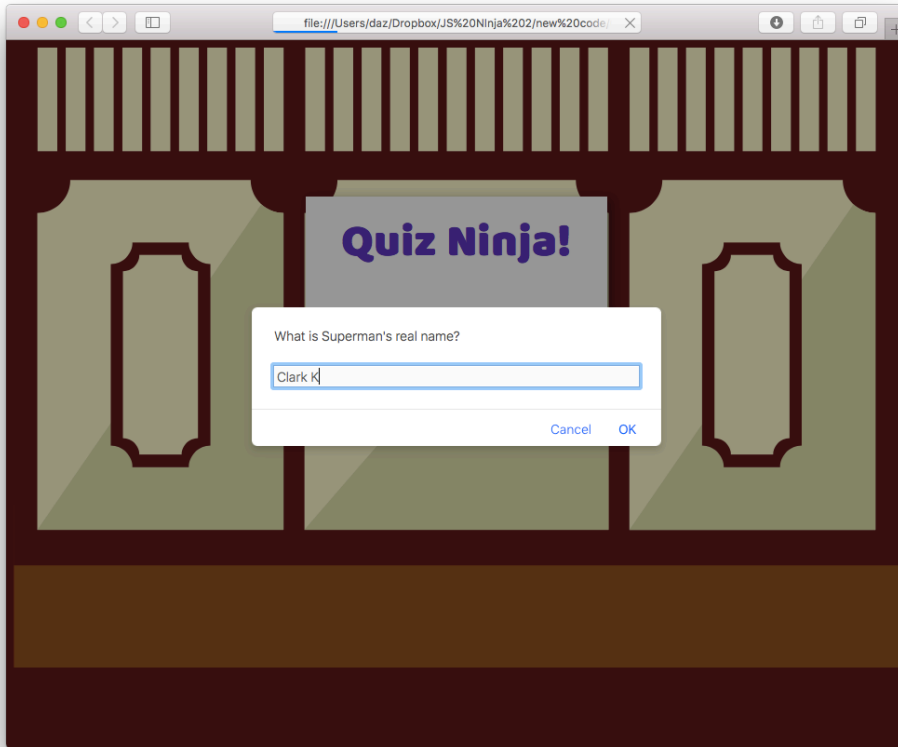 file:///Users/daz/Dropbox/JS%20NInja%202/new%20code/
Quiz Ninja!
What is Superman's real name?
Clark K
Cancel
OK